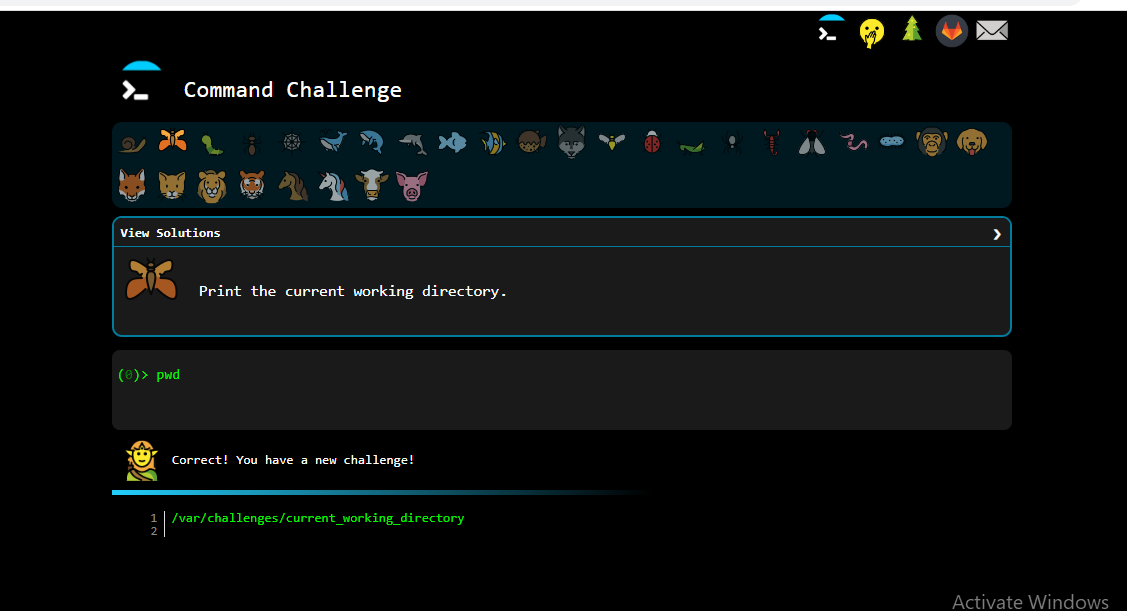 Command Challenge
View Solutions
Print the current working directory.
(0)> pwd
Correct! You have a new challenge!
1 /var/challenges/current_working_directory
2
Activate Windows